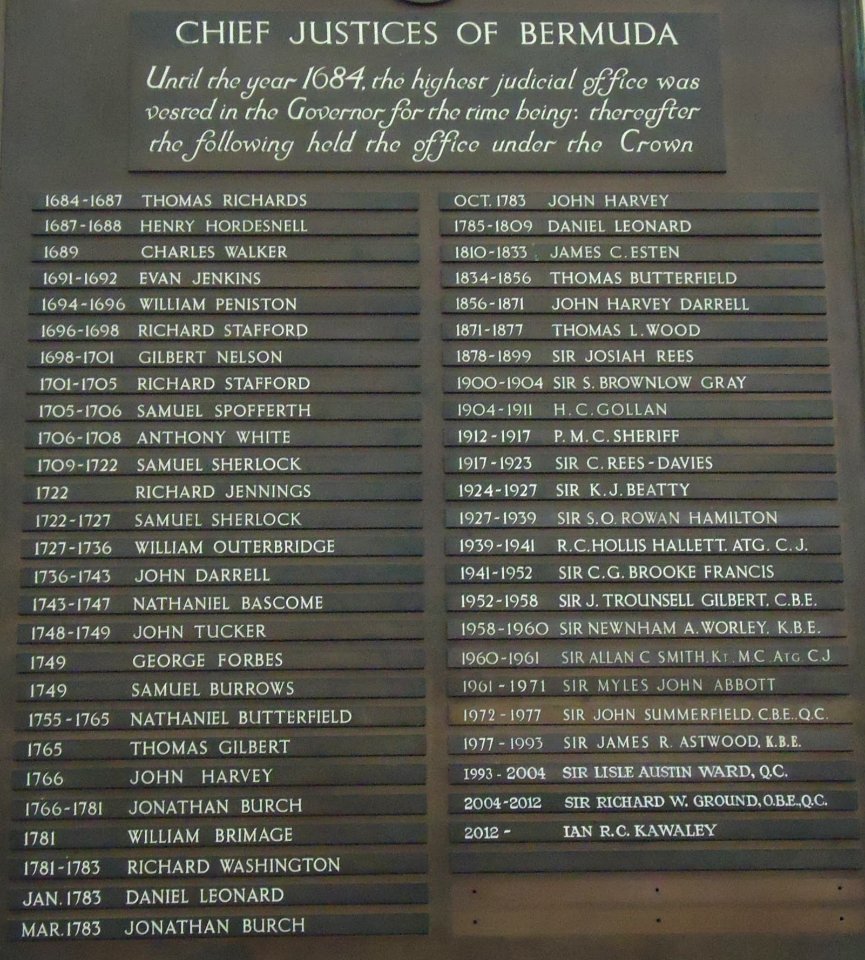 CHIEF JUSTICES OF BERMUDA
Until the year 1684, the highest judicial office was
vested in the Governor for the time being: thereafter
the following held the office under the Crown
1684-1687 THOMAS RICHARDS
1687-1688 HENRY HORDESNELL
1689 CHARLES WALKER
1691-1692 EVAN JENKINS
1694-1696 WILLIAM PENISTON
1696-1698 RICHARD STAFFORD
1698-1701 GILBERT NELSON
1701-1705 RICHARD STAFFORD
1705-1706 SAMUEL SPOFFERTH
1706-1708 ANTHONY WHITE
1709-1722 SAMUEL SHERLOCK
1722 RICHARD JENNINGS
1722-1727 SAMUEL SHERLOCK
1727-1736 WILLIAM OUTERBRIDGE
1736-1743 JOHN DARRELL
1743-1747 NATHANIEL BASCOME
1748-1749 JOHN TUCKER
1749 GEORGE FORBES
1749 SAMUEL BURROWS
1755-1765 NATHANIEL BUTTERFIELD
1765 THOMAS GILBERT
1766 JOHN HARVEY
1766-1781 JONATHAN BURCH
1781 WILLIAM BRIMAGE
1781-1783 RICHARD WASHINGTON
JAN. 1783 DANIEL LEONARD
MAR. 1783 JONATHAN BURCH
OCT. 1783 JOHN HARVEY
1785-1809 DANIEL LEONARD
1810-1833 JAMES C. ESTEN
1834-1856 THOMAS BUTTERFIELD
1856-1871 JOHN HARVEY DARRELL
1871-1877 THOMAS L. WOOD
1878-1899 SIR JOSIAH REES
1900-1904 SIR S. BROWNLOW GRAY
1904-1911 H. C. GOLLAN
1912-1917 P. M. C. SHERIFF
1917-1923 SIR C. REES-DAVIES
1924-1927 SIR K. J. BEATTY
1927-1939 SIR S. O. ROWAN HAMILTON
1939-1941 R. C. HOLLIS HALLETT. ATG. C. J.
1941-1952 SIR C. G. BROOKE FRANCIS
1952-1958 SIR J. TROUNSELL GILBERT. C.B.E.
1958-1960 SIR NEWNHAM A. WORLEY. K.B.E.
1960-1961 SIR ALLAN C SMITH. KT. M.C ATG C.J
1961-1971 SIR MYLES JOHN ABBOTT
1972-1977 SIR JOHN SUMMERFIELD. C.B.E., Q.C.
1977-1993 SIR JAMES R. ASTWOOD, K.B.E.
1993-2004 SIR LISLE AUSTIN WARD, Q.C.
2004-2012 SIR RICHARD W. GROUND, O.B.E., Q.C.
2012- IAN R.C. KAWALEY